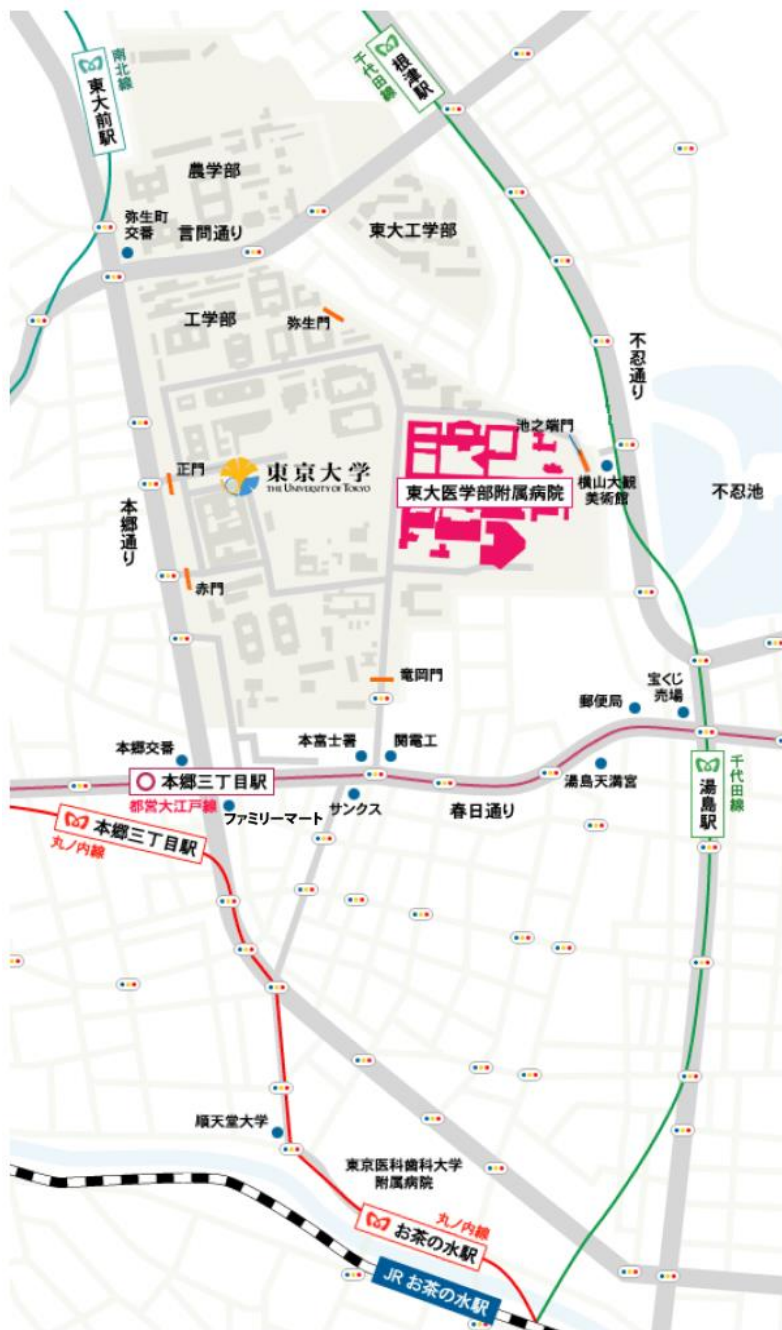 南北線
東大前駅
千代田線
根津駅
農学部
弥生町
交番
言問通り
東大工学部
工学部
弥生門
不忍通り
池之端門
正門
東京大学
THE UNIVERSITY OF TOKYO
東大医学部附属病院
横山大観
美術館
不忍池
本郷通り
赤門
竜岡門
郵便局
宝くじ
売場
本郷交番
本富士署
関電工
本郷三丁目駅
都営大江戸線
ファミリーマート
サンクス
春日通り
湯島天満宮
千代田線
湯島駅
本郷三丁目駅
丸ノ内線
順天堂大学
東京医科歯科大学
附属病院
丸ノ内線
お茶の水駅
JR お茶の水駅